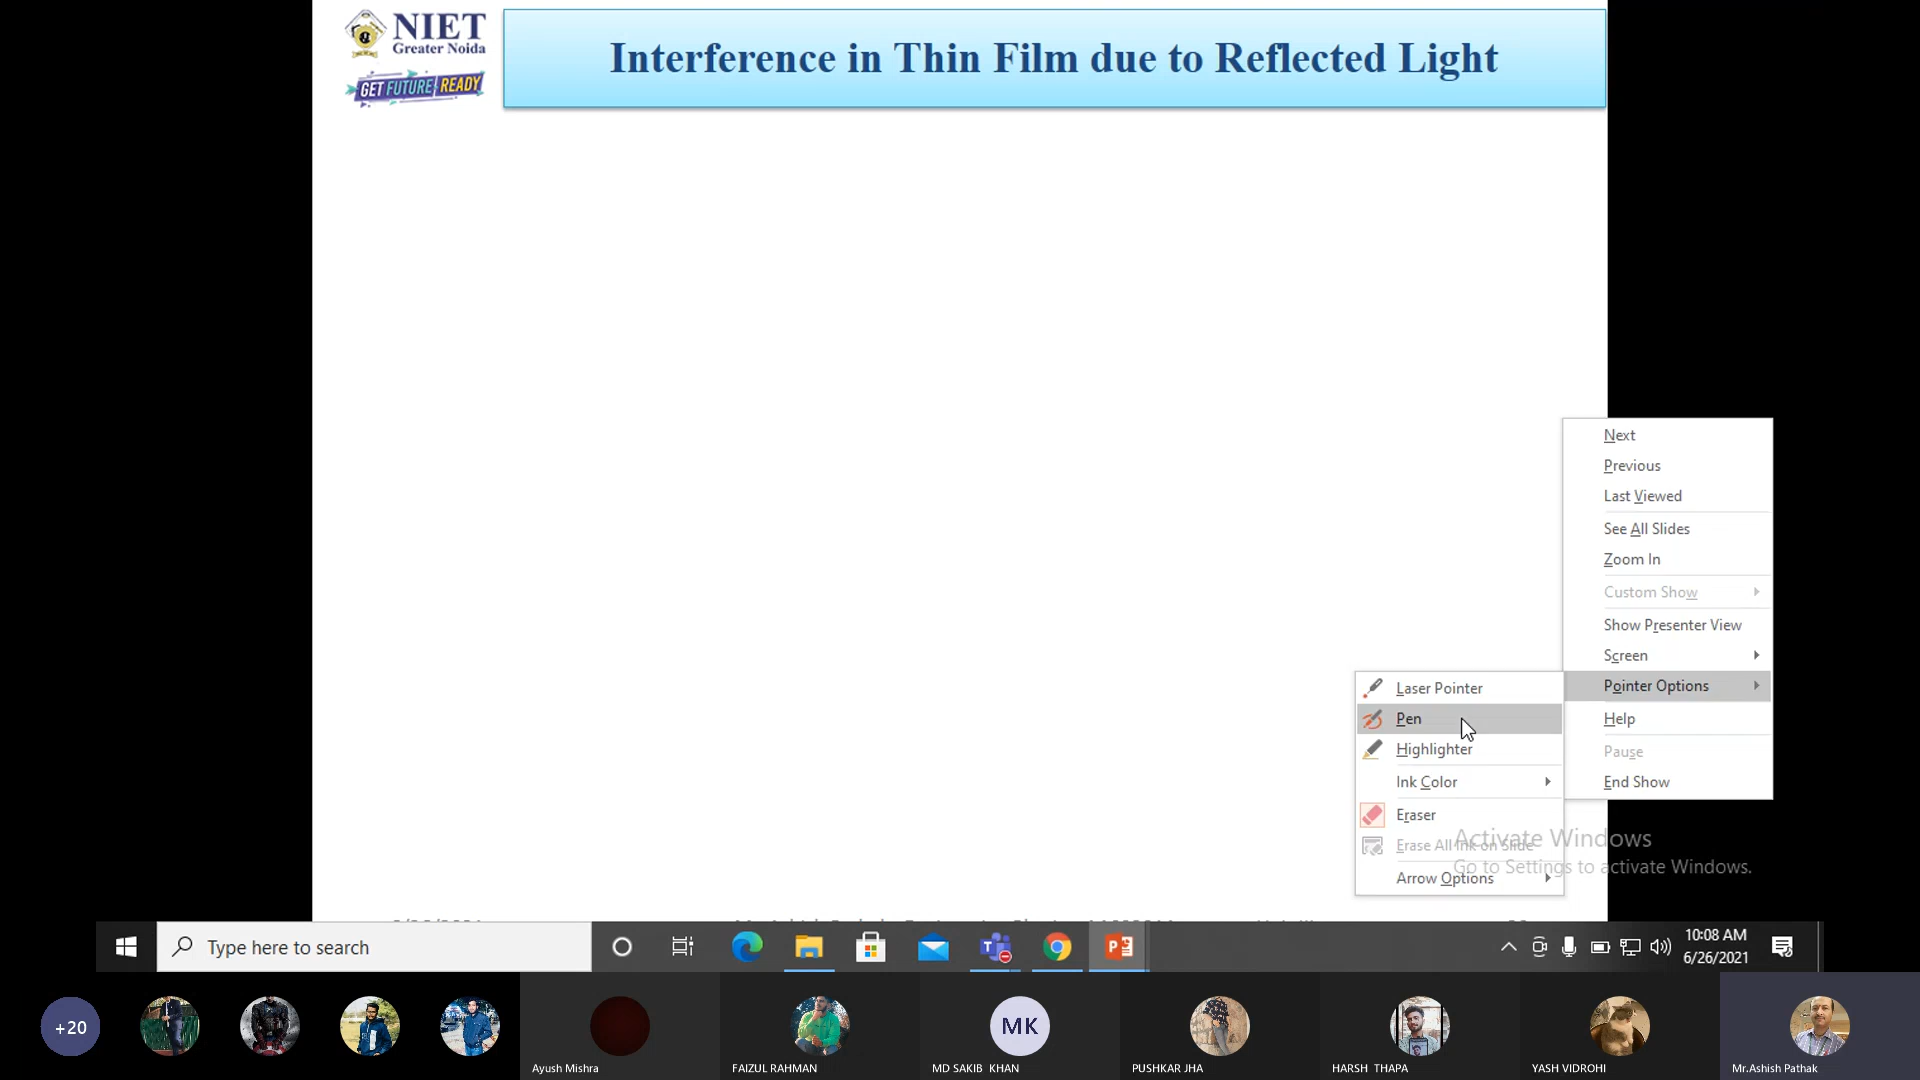 NIET
Greater Noida
GET FUTURE READY
Interference in Thin Film due to Reflected Light
Next
Previous
Last Viewed
See All Slides
Zoom In
Custom Show
Show Presenter View
Screen
Pointer Options
Help
Pause
End Show
Laser Pointer
Pen
Highlighter
Ink Color
Eraser
Erase All Ink on Slide
Arrow Options
Activate Windows
Go to Settings to activate Windows.
Type here to search
10:08 AM
6/26/2021
+20
Ayush Mishra
FAIZUL RAHMAN
MK
MD SAKIB KHAN
PUSHKAR JHA
HARSH THAPA
YASH VIDROHI
Mr.Ashish Pathak